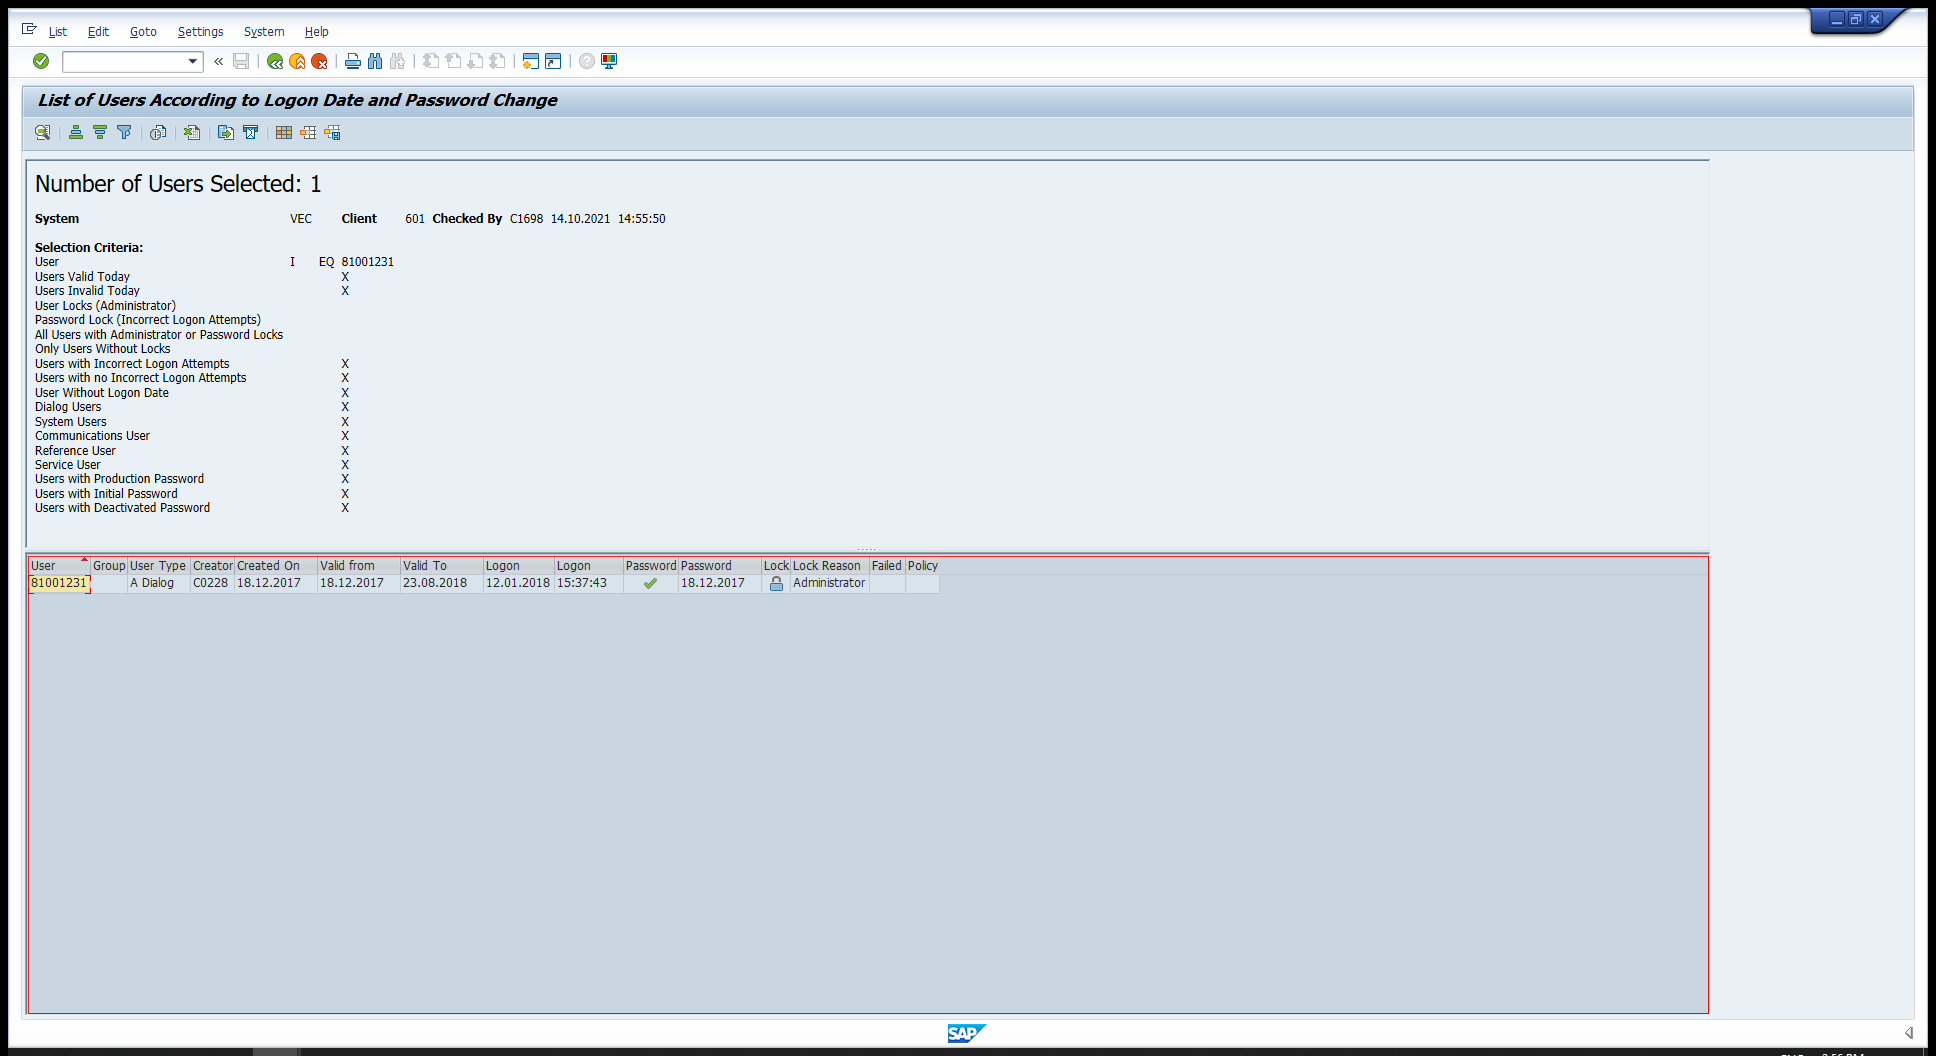 List Edit Goto Settings System Help
List of Users According to Logon Date and Password Change
Number of Users Selected: 1
System VEC Client 601 Checked By C1698 14.10.2021 14:55:50
Selection Criteria:
User I EQ 81001231
Users Valid Today X
Users Invalid Today X
User Locks (Administrator)
Password Lock (Incorrect Logon Attempts)
All Users with Administrator or Password Locks
Only Users Without Locks
Users with Incorrect Logon Attempts X
Users with no Incorrect Logon Attempts X
User Without Logon Date X
Dialog Users X
System Users X
Communications User X
Reference User X
Service User X
Users with Production Password X
Users with Initial Password X
Users with Deactivated Password X
User Group User Type Creator Created On Valid from Valid To Logon Logon Password Password Lock Lock Reason Failed Policy
81001231 A Dialog C0228 18.12.2017 18.12.2017 23.08.2018 12.01.2018 15:37:43 18.12.2017 Administrator
SAP